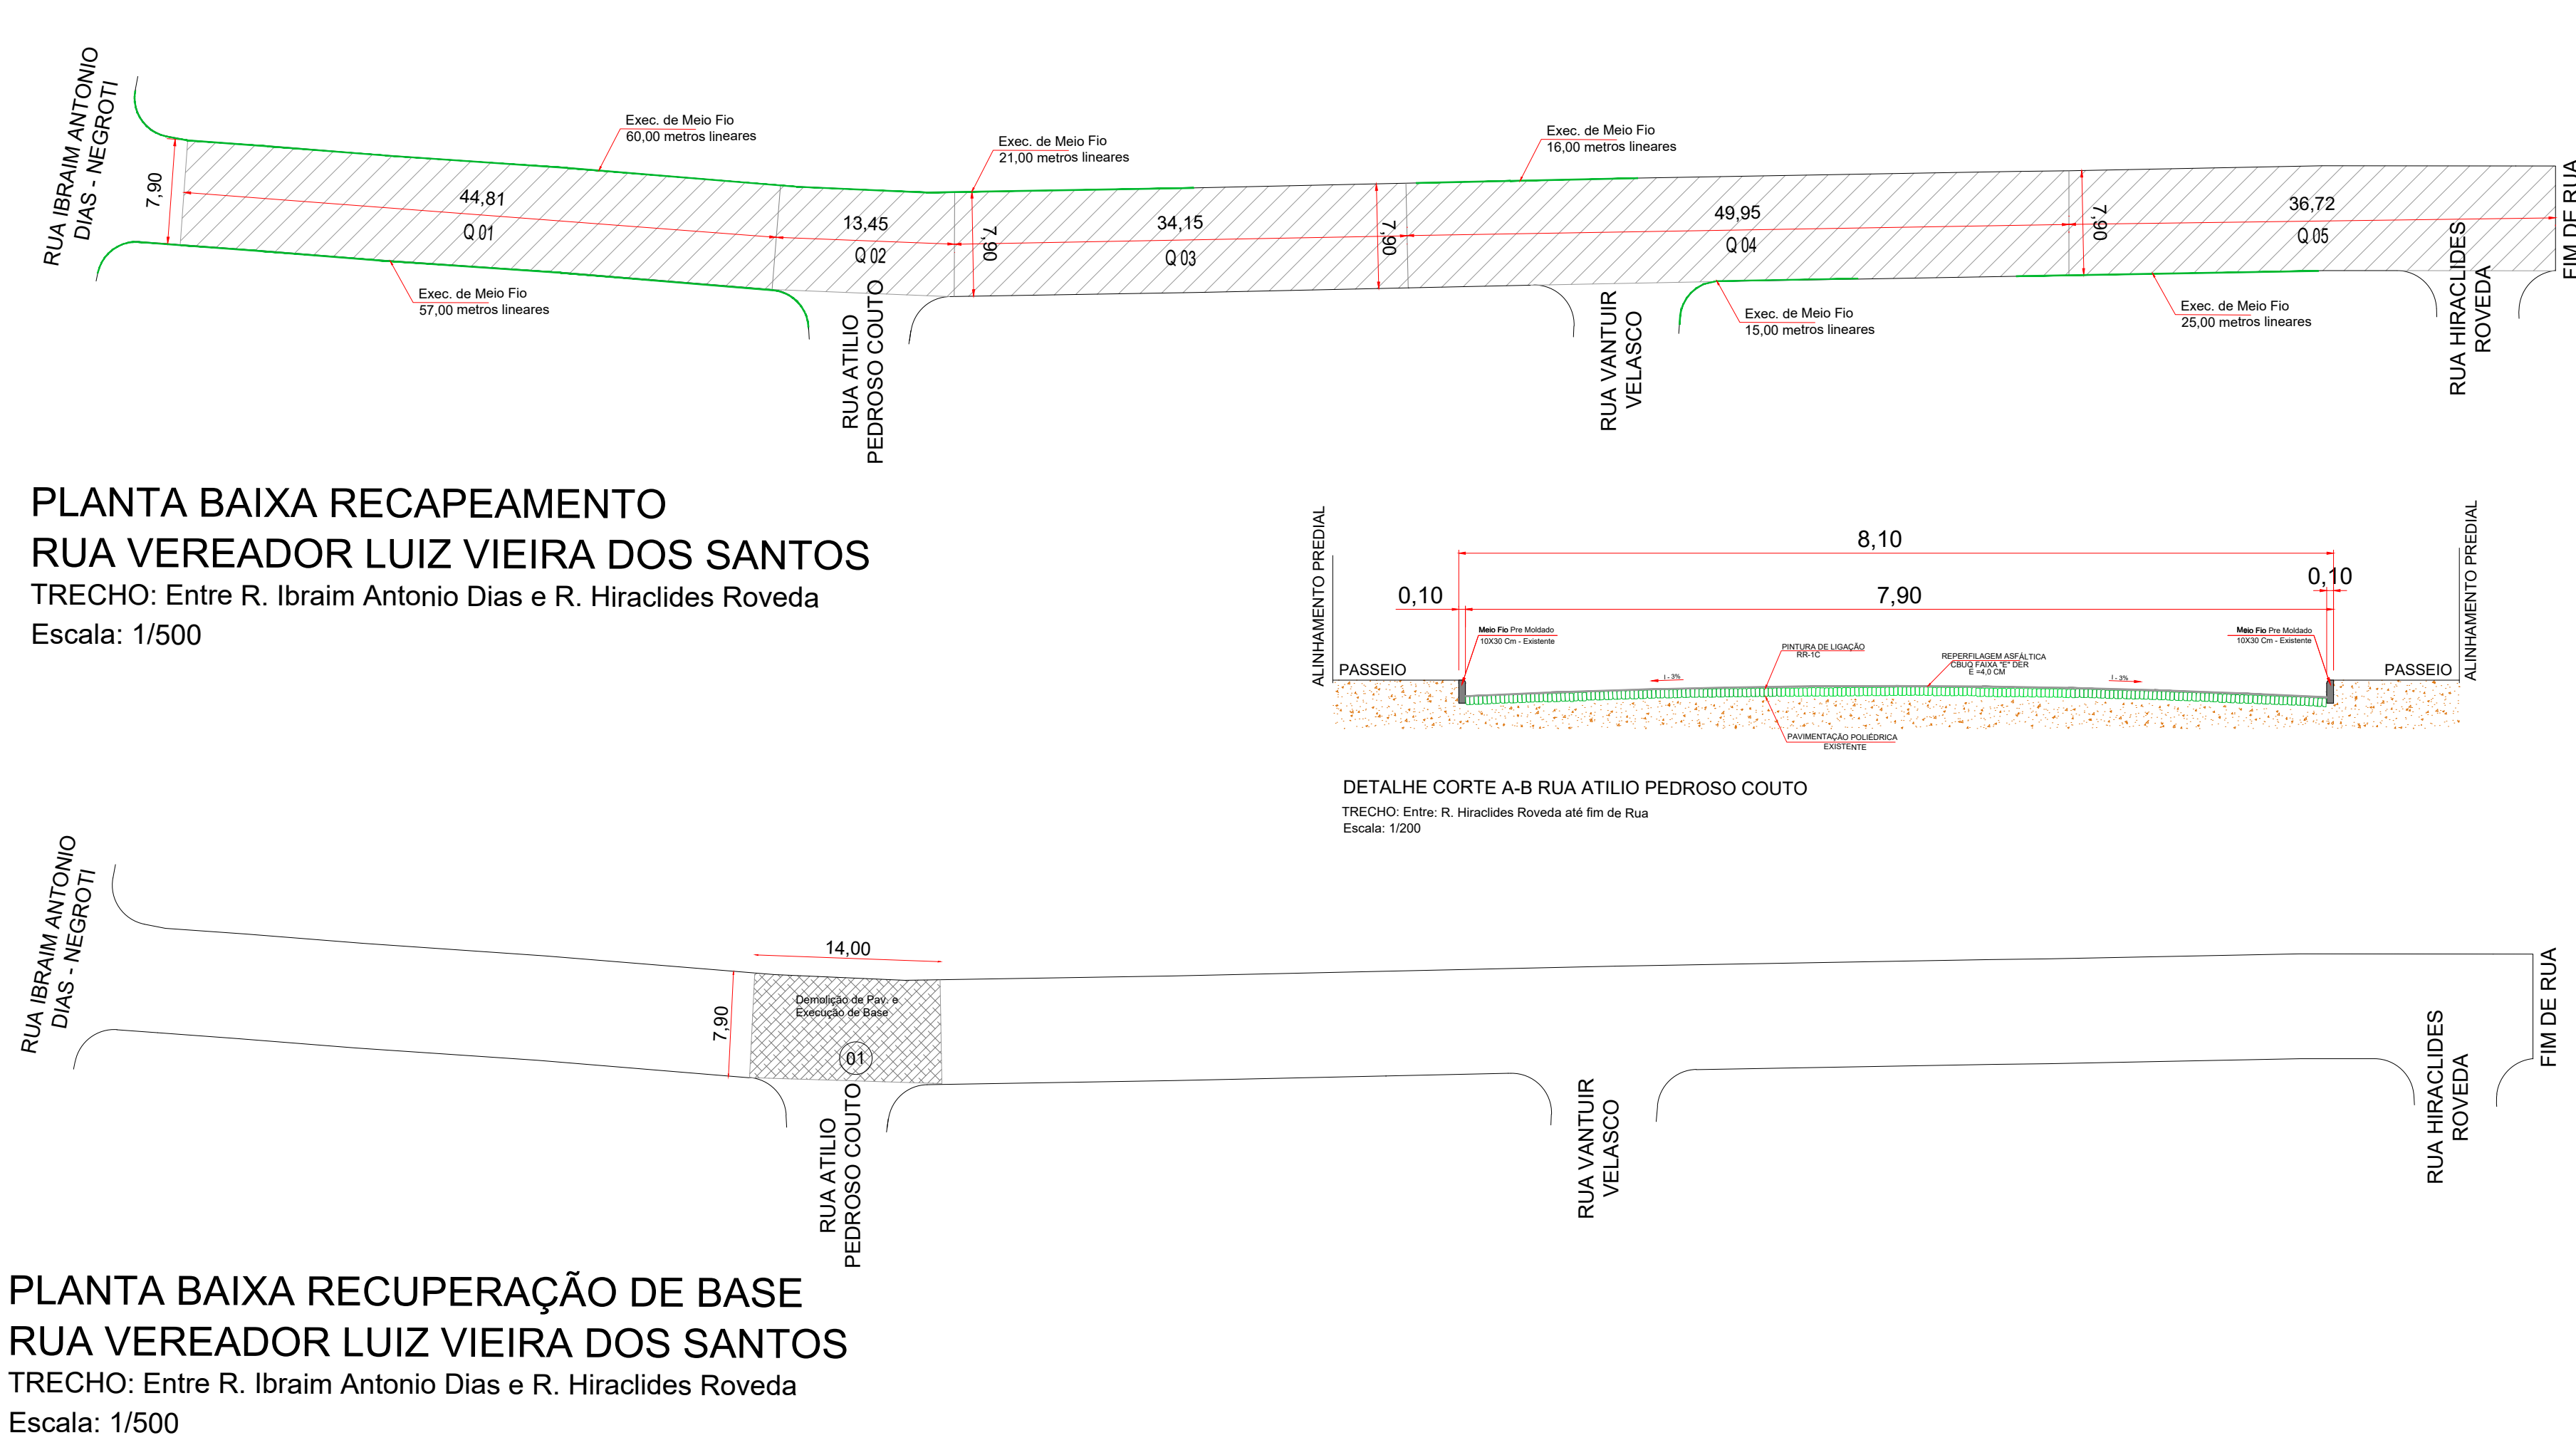 RUA IBRAIM ANTONIO
DIAS - NEGROTI
7,90
44,81
Q 01
Exec. de Meio Fio
60,00 metros lineares
Exec. de Meio Fio
57,00 metros lineares
13,45
Q 02
RUA ATILIO
PEDROSO COUTO
Exec. de Meio Fio
21,00 metros lineares
7,90
34,15
Q 03
7,90
Exec. de Meio Fio
16,00 metros lineares
49,95
Q 04
RUA VANTUIR
VELASCO
Exec. de Meio Fio
15,00 metros lineares
7,90
36,72
Q 05
Exec. de Meio Fio
25,00 metros lineares
RUA HIRACLIDES
ROVEDA
FIM DE RUA
PLANTA BAIXA RECAPEAMENTO
RUA VEREADOR LUIZ VIEIRA DOS SANTOS
TRECHO: Entre R. Ibraim Antonio Dias e R. Hiraclides Roveda
Escala: 1/500
ALINHAMENTO PREDIAL
8,10
0,10
7,90
0,10
Meio Fio Pre Moldado
10X30 Cm - Existente
Meio Fio Pre Moldado
10X30 Cm - Existente
PASSEIO
PINTURA DE LIGAÇÃO
RR-1C
REPERFILAGEM ASFÁLTICA
CBUQ FAIXA "E" DER
E =4,0 CM
I - 3%
I - 3%
PASSEIO
ALINHAMENTO PREDIAL
PAVIMENTAÇÃO POLIÉDRICA
EXISTENTE
DETALHE CORTE A-B RUA ATILIO PEDROSO COUTO
TRECHO: Entre: R. Hiraclides Roveda até fim de Rua
Escala: 1/200
RUA IBRAIM ANTONIO
DIAS - NEGROTI
14,00
7,90
Demolição de Pav. e
Execução de Base
01
RUA ATILIO
PEDROSO COUTO
RUA VANTUIR
VELASCO
RUA HIRACLIDES
ROVEDA
FIM DE RUA
PLANTA BAIXA RECUPERAÇÃO DE BASE
RUA VEREADOR LUIZ VIEIRA DOS SANTOS
TRECHO: Entre R. Ibraim Antonio Dias e R. Hiraclides Roveda
Escala: 1/500